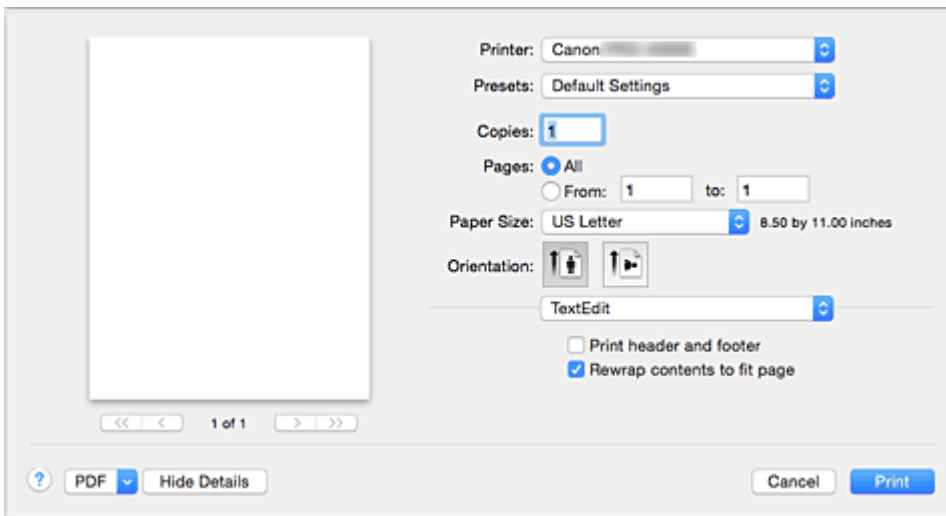 Printer: Canon
Presets: Default Settings
Copies: 1
Pages: All
From: 1 to: 1
Paper Size: US Letter 8.50 by 11.00 inches
Orientation:
TextEdit
Print header and footer
Rewrap contents to fit page
<< < 1 of 1 > >>
? PDF Hide Details Cancel Print